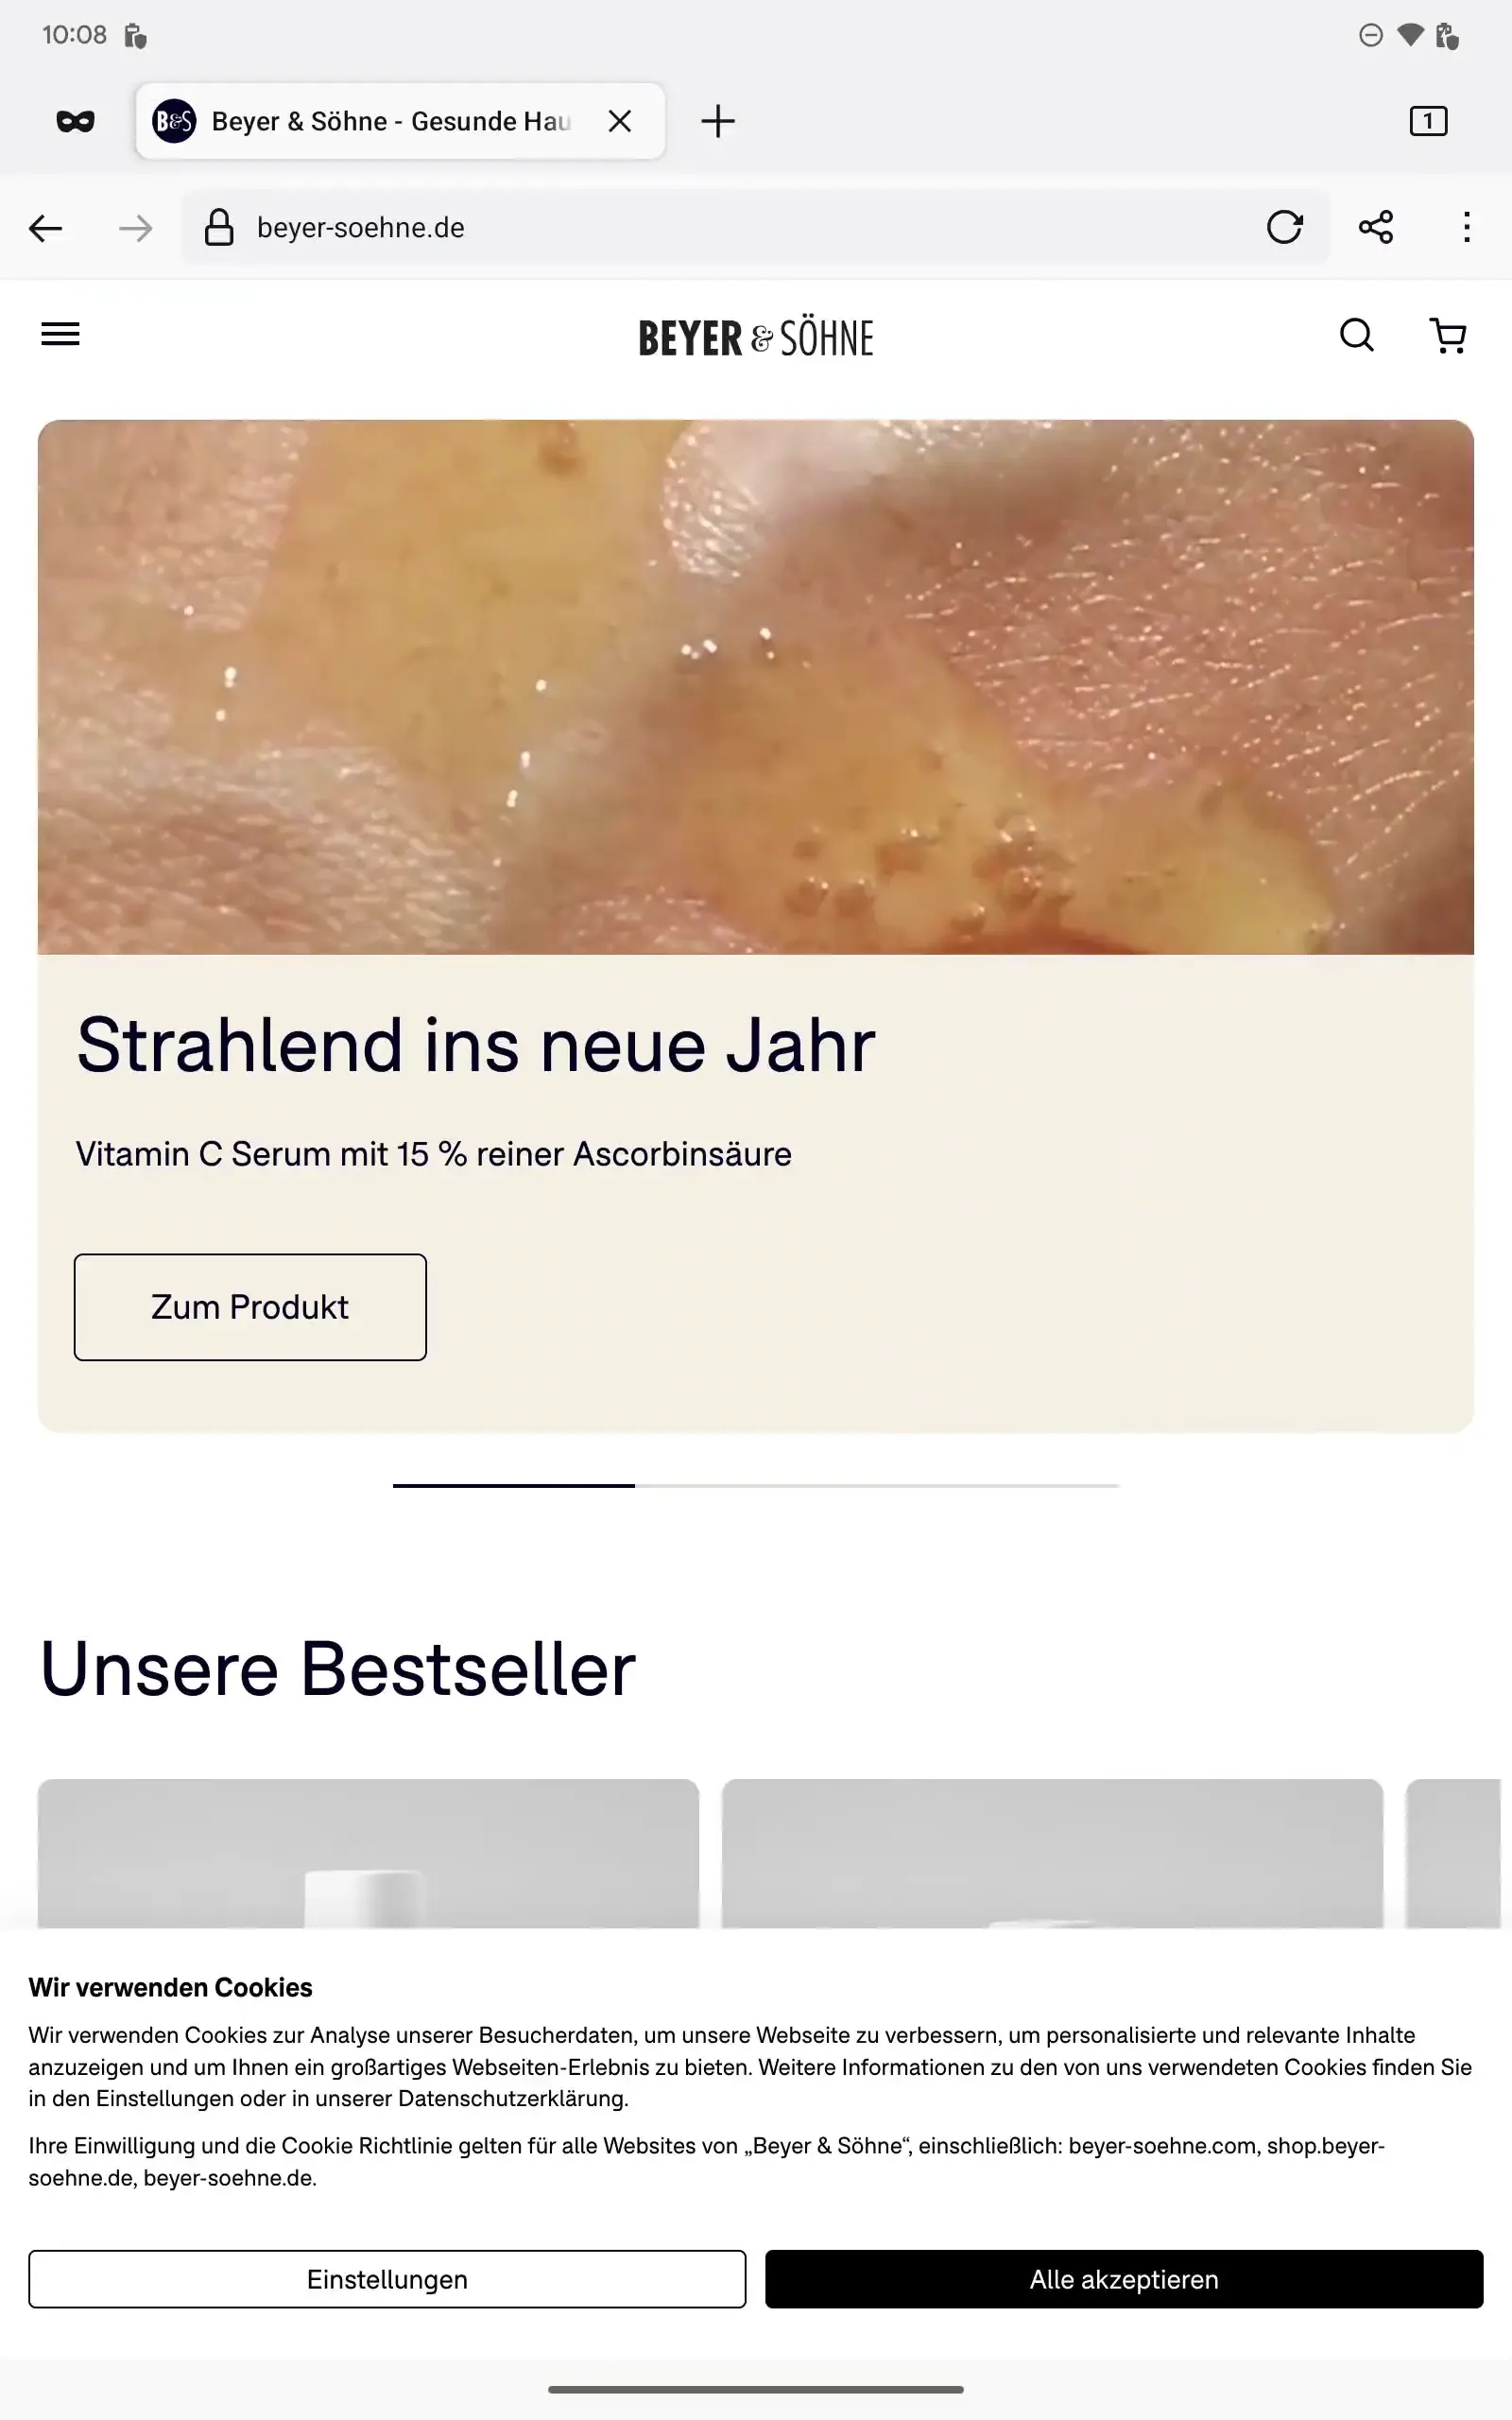 10:08
B&S Beyer & Söhne - Gesunde Hau
1
beyer-soehne.de
BEYER & SÖHNE
Strahlend ins neue Jahr
Vitamin C Serum mit 15 % reiner Ascorbinsäure
Zum Produkt
Unsere Bestseller
Wir verwenden Cookies
Wir verwenden Cookies zur Analyse unserer Besucherdaten, um unsere Webseite zu verbessern, um personalisierte und relevante Inhalte
anzuzeigen und um Ihnen ein großartiges Webseiten-Erlebnis zu bieten. Weitere Informationen zu den von uns verwendeten Cookies finden Sie
in den Einstellungen oder in unserer Datenschutzerklärung.
Ihre Einwilligung und die Cookie Richtlinie gelten für alle Websites von „Beyer & Söhne“, einschließlich: beyer-soehne.com, shop.beyer-
soehne.de, beyer-soehne.de.
Einstellungen
Alle akzeptieren